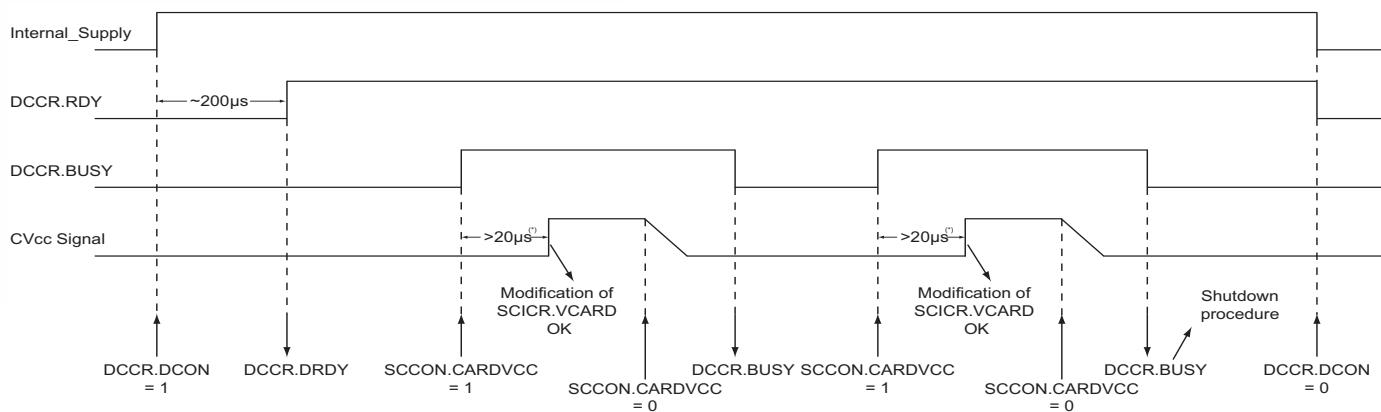 Internal_Supply
DCCR.RDY
~200µs
DCCR.BUSY
CVcc Signal
>20µs(*)
>20µs(*)
Modification of
SCICR.VCARD
OK
Modification of
SCICR.VCARD
OK
Shutdown
procedure
DCCR.DCON
= 1
DCCR.DRDY
SCCON.CARDVCC
= 1
SCCON.CARDVCC
= 0
DCCR.BUSY
SCCON.CARDVCC
= 1
SCCON.CARDVCC
= 0
DCCR.BUSY
DCCR.DCON
= 0